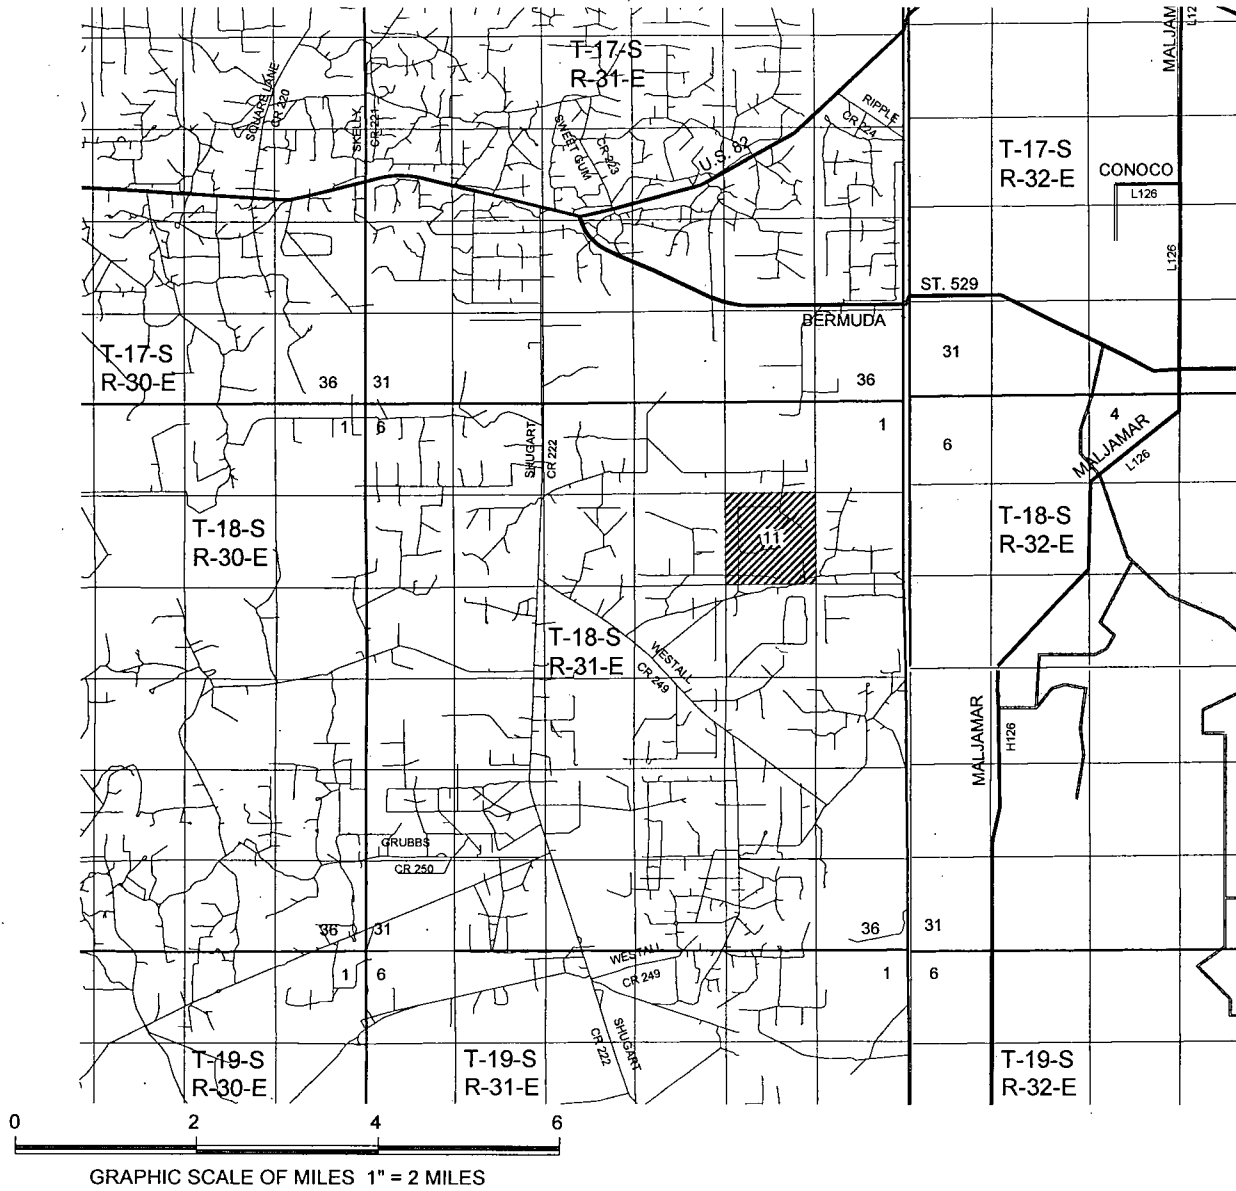 T-17-S
R-31-E
MALJAM
L12
SQUARE LANE
CR 220
SKELLY
CR 221
SWEET GUM
CR 223
U.S. 82
RIPPLE
CR 224
T-17-S
R-32-E
CONOCO
L126
L126
ST. 529
BERMUDA
T-17-S
R-30-E
36
31
36
31
1
6
1
6
4
MALJAMAR
L126
SHUGART
CR 222
T-18-S
R-30-E
11
T-18-S
R-32-E
T-18-S
R-31-E
WESTALL
CR 249
MALJAMAR
H126
GRUBBS
CR 250
36
31
36
31
1
6
WESTALL
CR 249
1
6
SHUGART
CR 222
T-19-S
R-30-E
T-19-S
R-31-E
T-19-S
R-32-E
0
2
4
6
GRAPHIC SCALE OF MILES 1" = 2 MILES